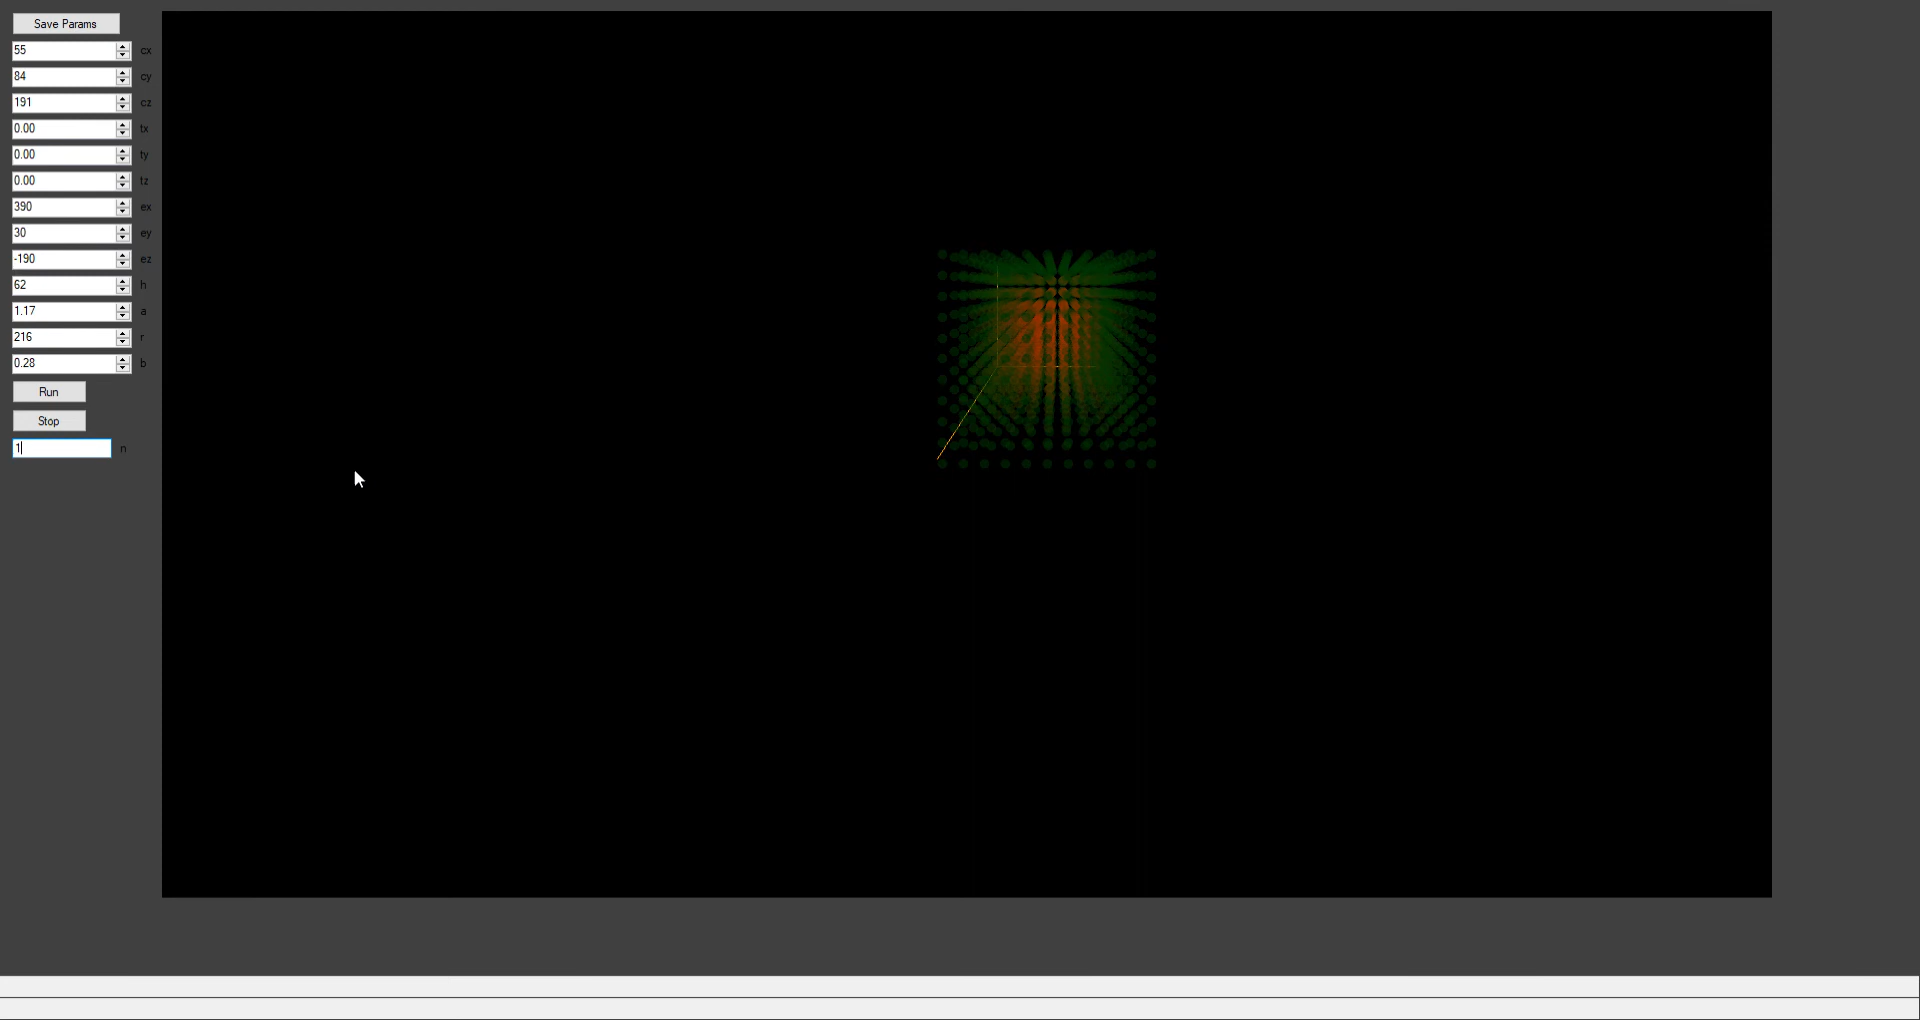 Save Params
55 cx
84 cy
191 cz
0.00 tx
0.00 ty
0.00 tz
390 ex
30 ey
-190 ez
62 h
1.17 a
216 r
0.28 b
Run
Stop
1 n